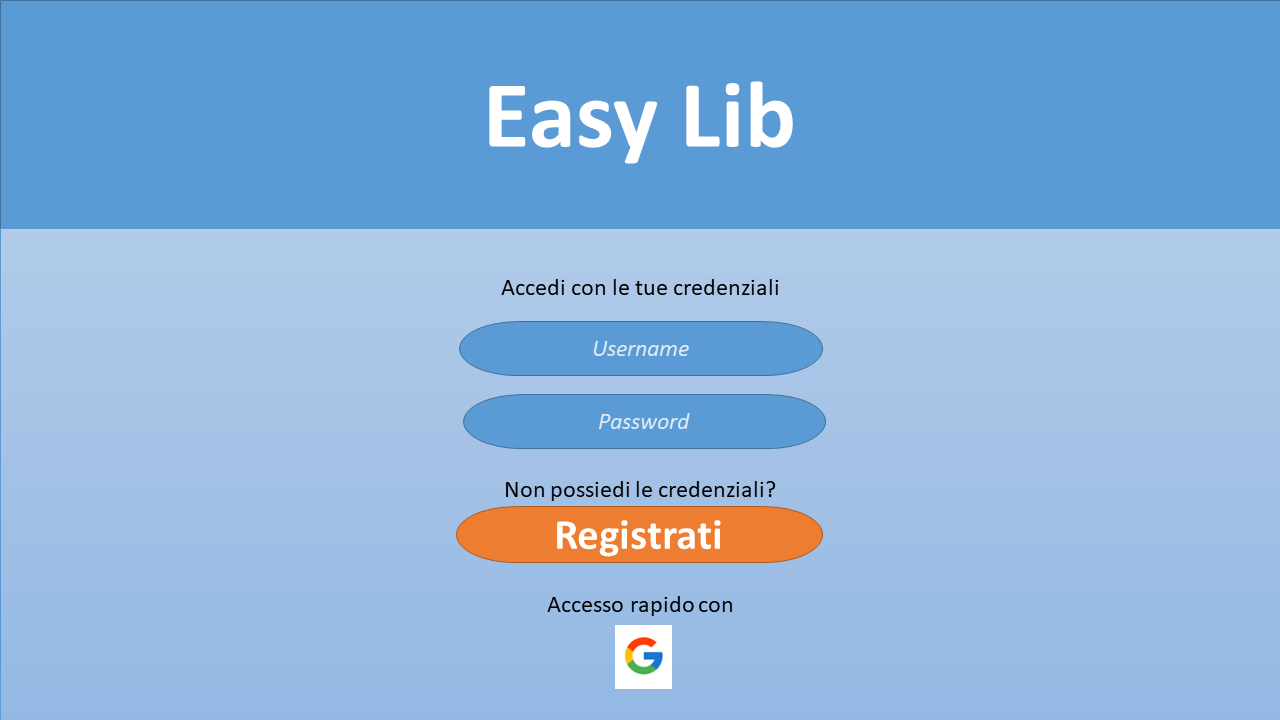 Easy Lib
Accedi con le tue credenziali
Username
Password
Non possiedi le credenziali?
Registrati
Accesso rapido con
G